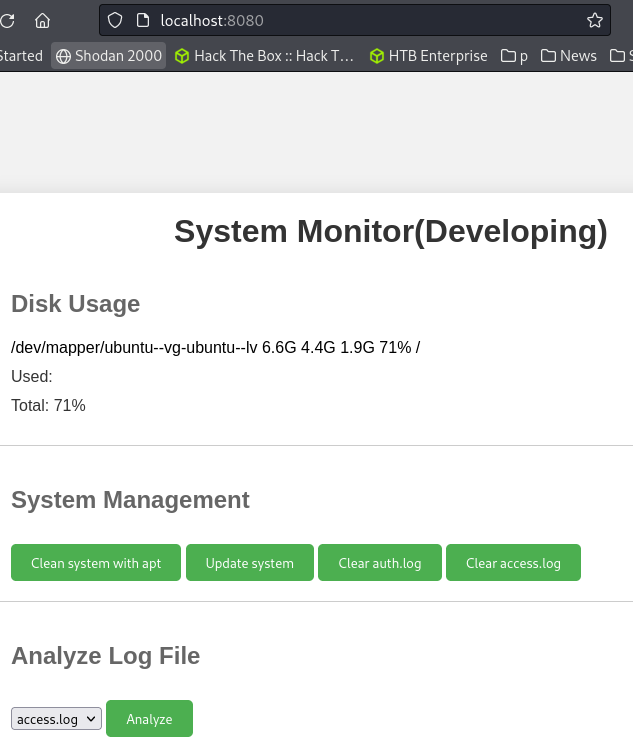 localhost:8080
Started Shodan 2000 Hack The Box :: Hack T… HTB Enterprise p News
System Monitor(Developing)
Disk Usage
/dev/mapper/ubuntu--vg-ubuntu--lv 6.6G 4.4G 1.9G 71% /
Used:
Total: 71%
System Management
Clean system with apt Update system Clear auth.log Clear access.log
Analyze Log File
access.log Analyze